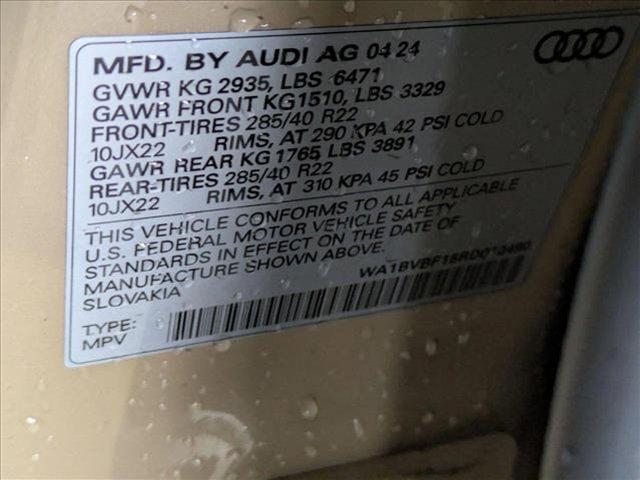 MFD. BY AUDI AG 04 24
GVWR KG 2935, LBS 6471
GAWR FRONT KG1510, LBS 3329
FRONT-TIRES 285/40 R22
10JX22 RIMS, AT 290 KPA 42 PSI COLD
GAWR REAR KG 1765, LBS 3891
REAR-TIRES 285/40 R22
10JX22 RIMS, AT 310 KPA 45 PSI COLD
THIS VEHICLE CONFORMS TO ALL APPLICABLE
U.S. FEDERAL MOTOR VEHICLE SAFETY
STANDARDS IN EFFECT ON THE DATE OF
MANUFACTURE SHOWN ABOVE.
SLOVAKIA
TYPE:
MPV